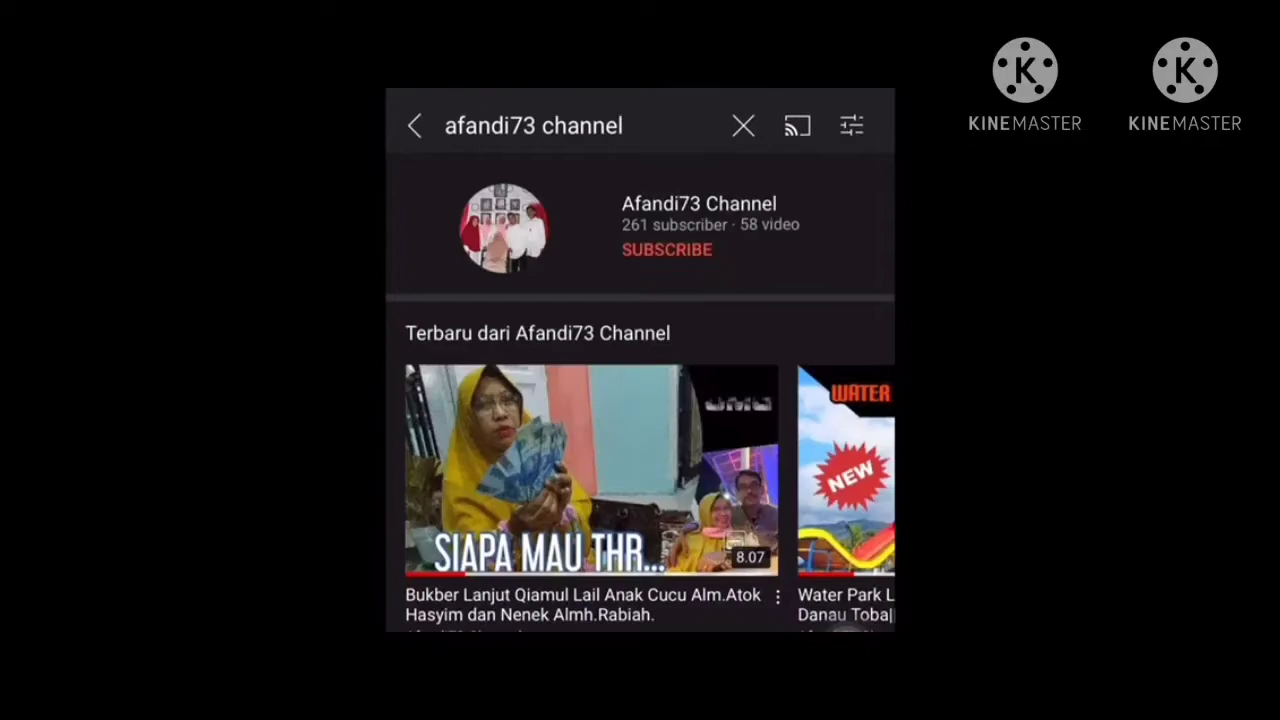 KINEMASTER
KINEMASTER
afandi73 channel
Afandi73 Channel
261 subscriber · 58 video
SUBSCRIBE
Terbaru dari Afandi73 Channel
SIAPA MAU THR...
8.07
WATER
NEW
Bukber Lanjut Qiamul Lail Anak Cucu Alm.Atok
Hasyim dan Nenek Almh.Rabiah.
Water Park L
Danau Toba|